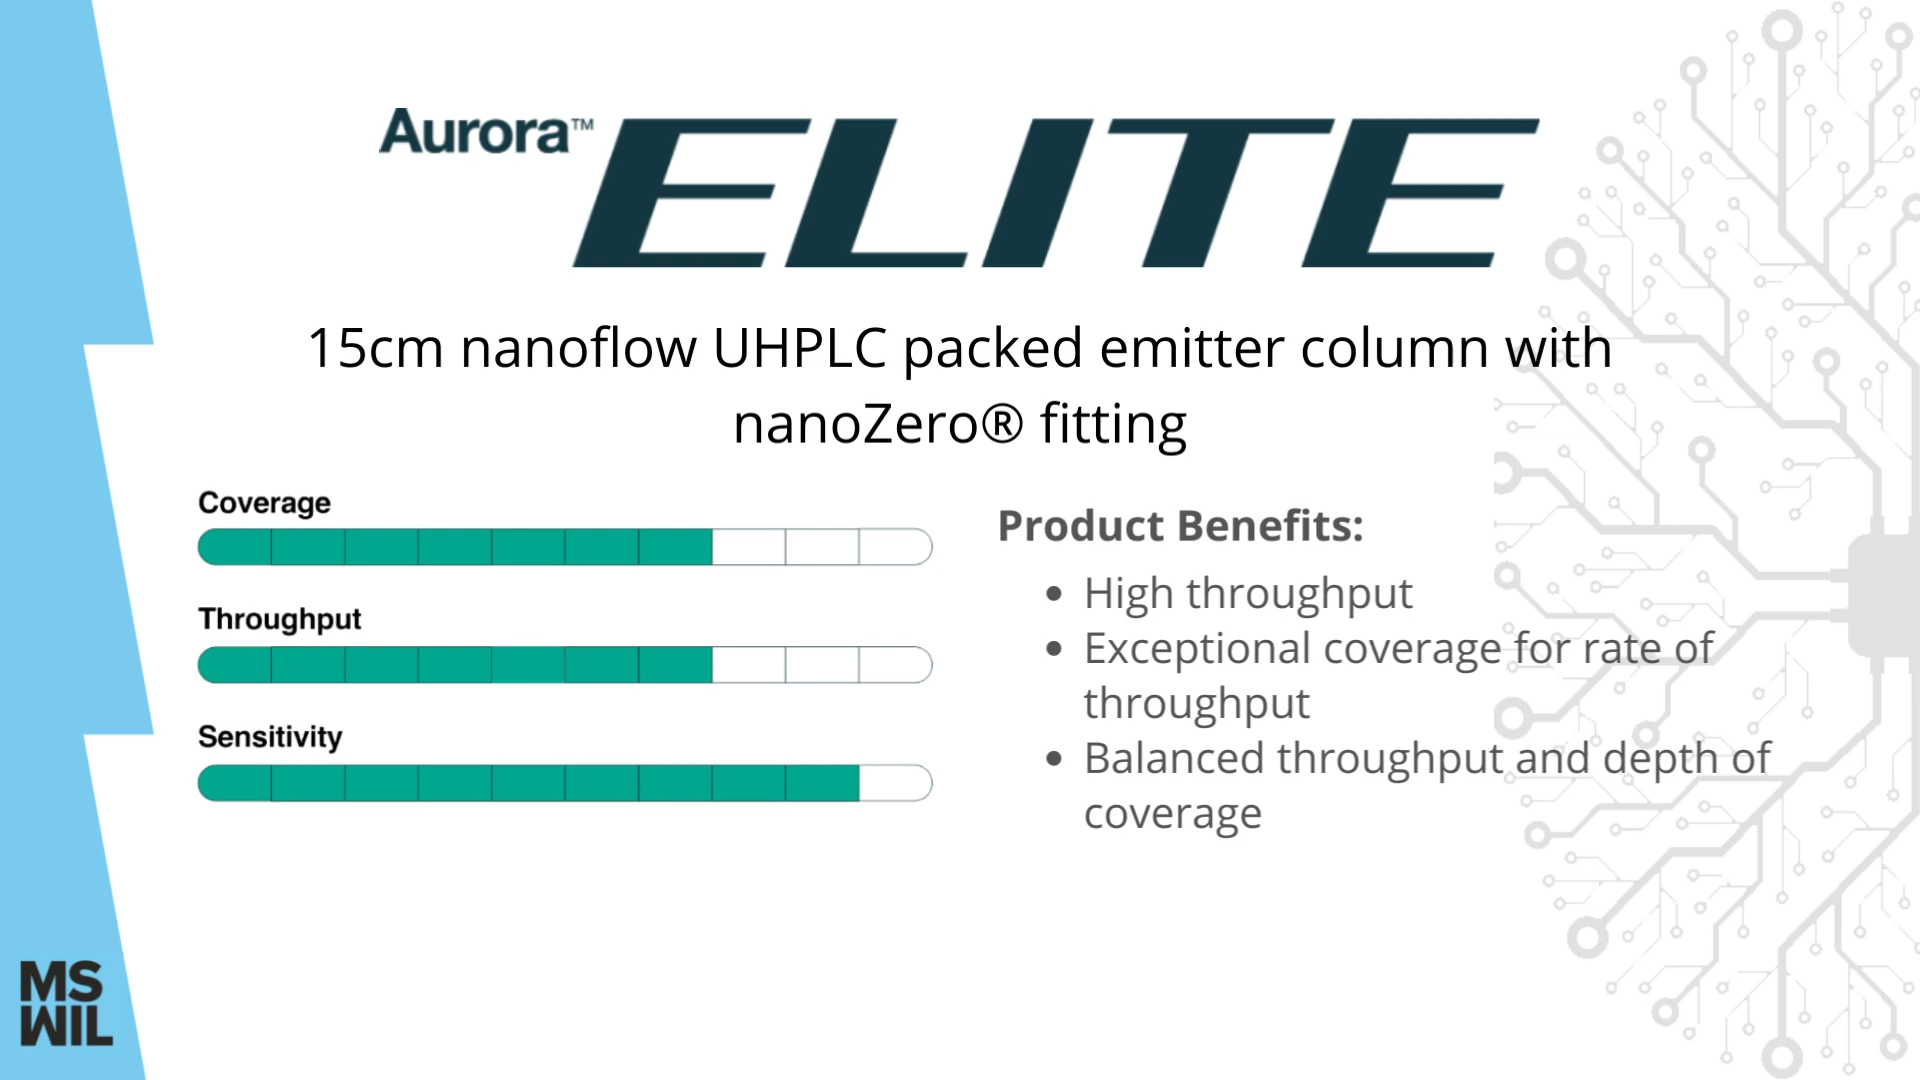 Aurora™ ELITE
15cm nanoflow UHPLC packed emitter column with
nanoZero® fitting
Coverage
Throughput
Sensitivity
Product Benefits:
• High throughput
• Exceptional coverage for rate of
throughput
• Balanced throughput and depth of
coverage
MS
WIL